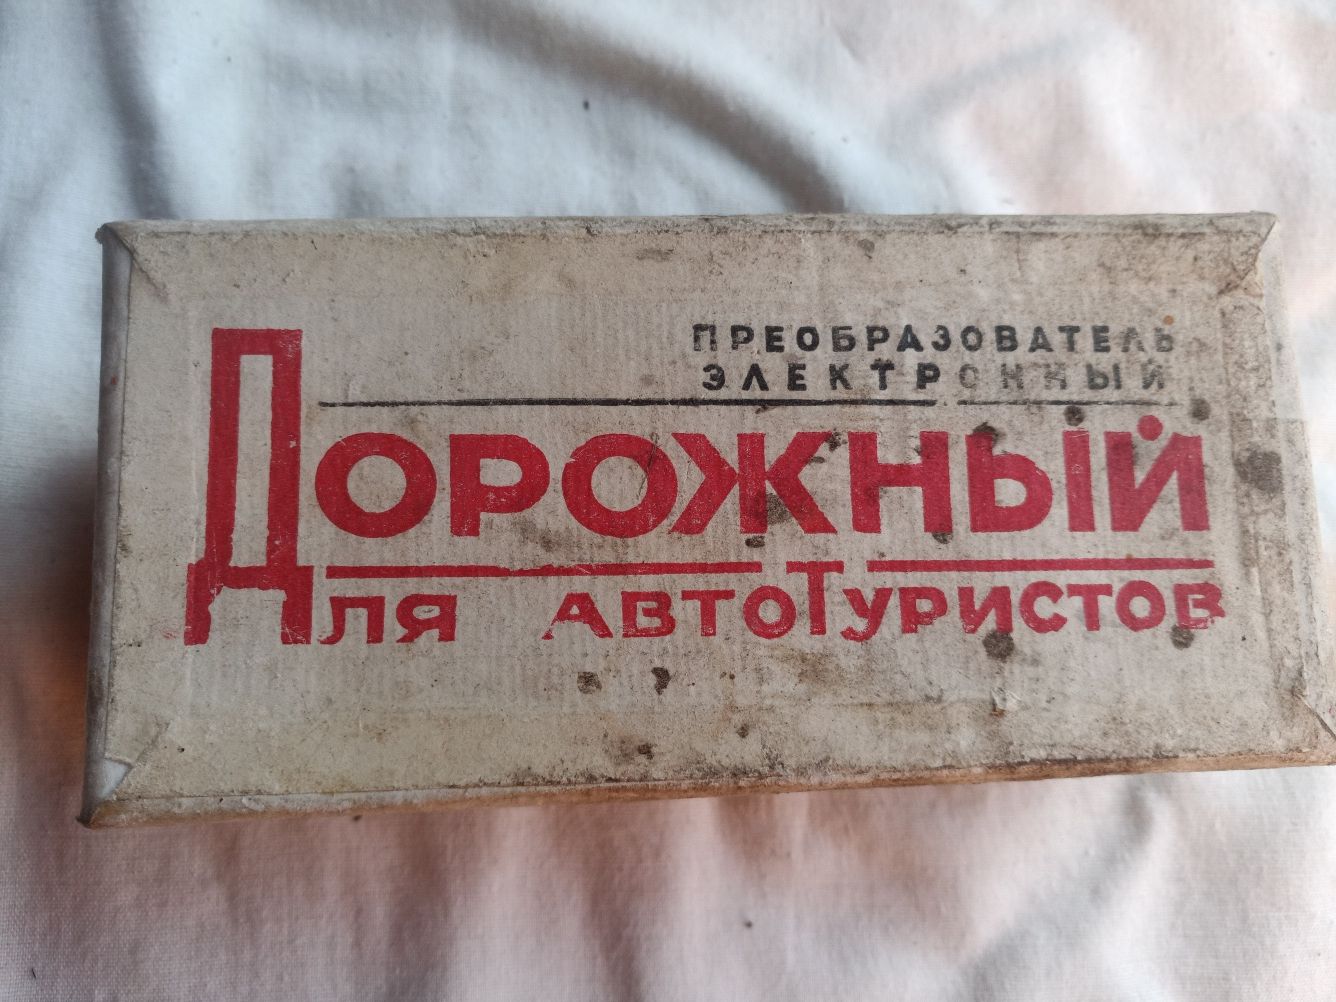 ПРЕОБРАЗОВАТЕЛЬ
ЭЛЕКТРОННЫЙ
ДОРОЖНЫЙ
ДЛЯ АВТОТУРИСТОВ